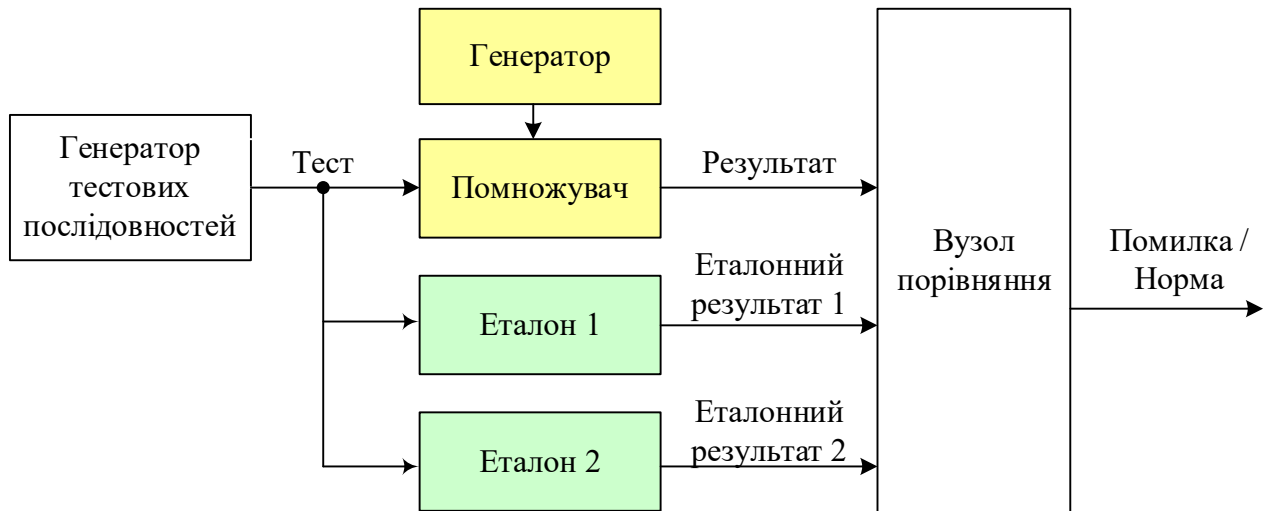 Генератор
Генератор
тестових
послідовностей
Тест
Помножувач
Результат
Еталон 1
Еталонний
результат 1
Еталон 2
Еталонний
результат 2
Вузол
порівняння
Помилка /
Норма